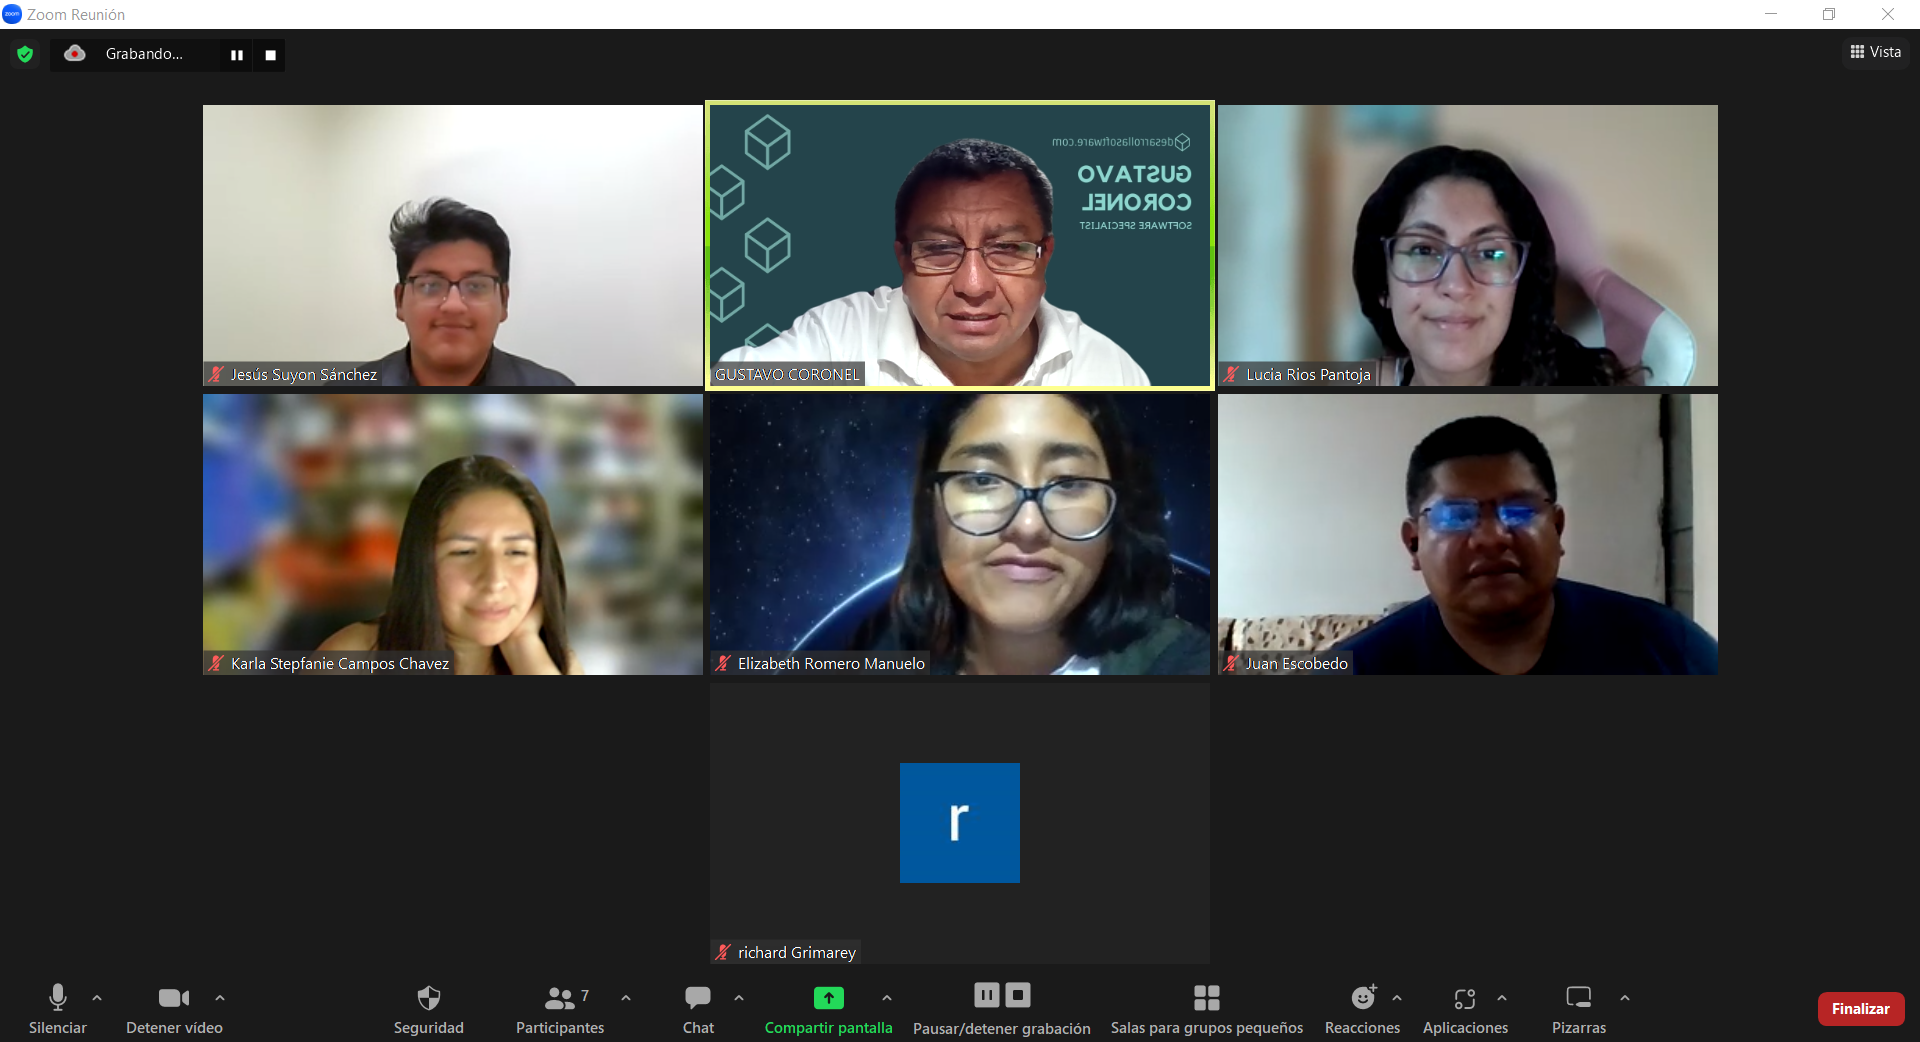 zoom
Zoom Reunión
Grabando...
Vista
desarrollasoftware.com
GUSTAVO
CORONEL
SOFTWARE SPECIALIST
Jesús Suyon Sánchez
GUSTAVO CORONEL
Lucia Rios Pantoja
Karla Stepfanie Campos Chavez
Elizabeth Romero Manuelo
Juan Escobedo
r
richard Grimarey
7
Silenciar
Detener vídeo
Seguridad
Participantes
Chat
Compartir pantalla
Pausar/detener grabación
Salas para grupos pequeños
Reacciones
Aplicaciones
Pizarras
Finalizar